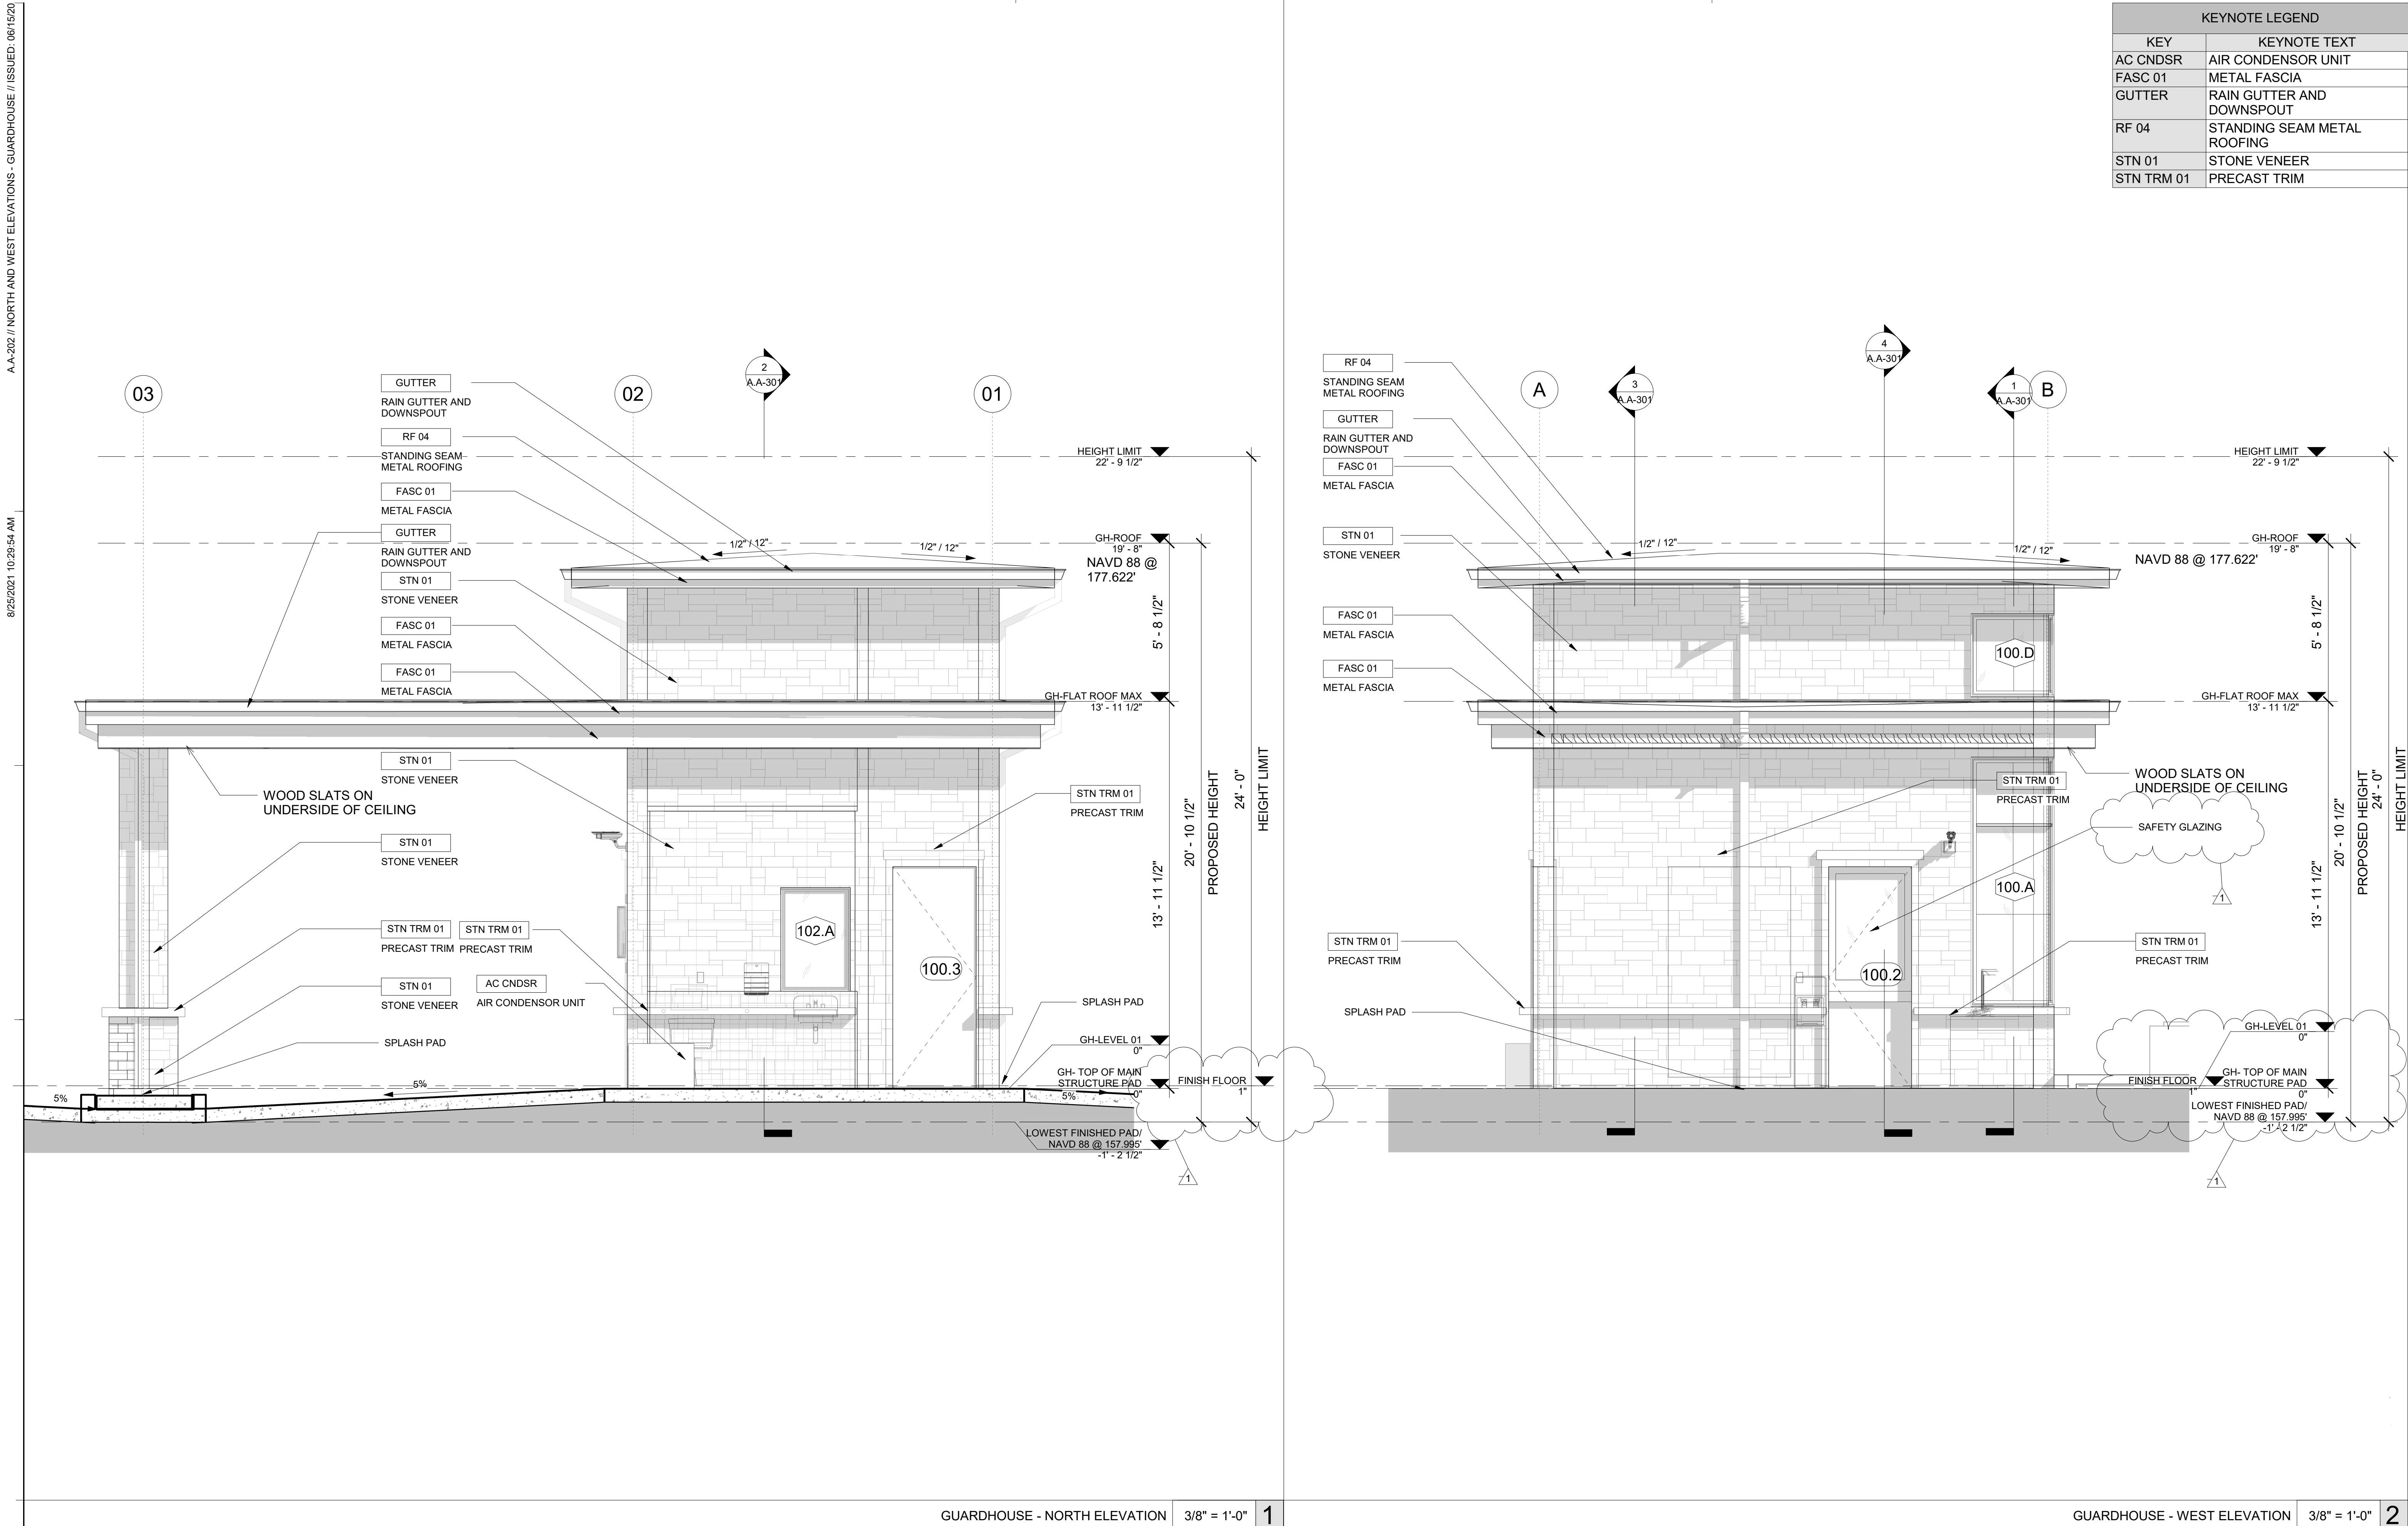 A.A-202 // NORTH AND WEST ELEVATIONS - GUARDHOUSE // ISSUED: 06/15/20
8/25/2021 10:29:54 AM
KEYNOTE LEGEND
KEY KEYNOTE TEXT
AC CNDSR AIR CONDENSOR UNIT
FASC 01 METAL FASCIA
GUTTER RAIN GUTTER AND
DOWNSPOUT
RF 04 STANDING SEAM METAL
ROOFING
STN 01 STONE VENEER
STN TRM 01 PRECAST TRIM
03
02
01
2
A.A-301
GUTTER
RAIN GUTTER AND
DOWNSPOUT
RF 04
STANDING SEAM
METAL ROOFING
FASC 01
METAL FASCIA
GUTTER
RAIN GUTTER AND
DOWNSPOUT
STN 01
STONE VENEER
FASC 01
METAL FASCIA
FASC 01
METAL FASCIA
STN 01
STONE VENEER
WOOD SLATS ON
UNDERSIDE OF CEILING
STN 01
STONE VENEER
STN TRM 01
PRECAST TRIM
STN TRM 01
PRECAST TRIM
STN 01
STONE VENEER
AC CNDSR
AIR CONDENSOR UNIT
SPLASH PAD
5%
5%
1/2" / 12"
1/2" / 12"
102.A
100.3
STN TRM 01
PRECAST TRIM
SPLASH PAD
5%
HEIGHT LIMIT
22' - 9 1/2"
GH-ROOF
19' - 8"
NAVD 88 @
177.622'
5' - 8 1/2"
GH-FLAT ROOF MAX
13' - 11 1/2"
13' - 11 1/2"
20' - 10 1/2"
PROPOSED HEIGHT
24' - 0"
HEIGHT LIMIT
GH-LEVEL 01
0"
GH- TOP OF MAIN
STRUCTURE PAD
0"
FINISH FLOOR
1"
LOWEST FINISHED PAD/
NAVD 88 @ 157.995'
-1' - 2 1/2"
1
GUARDHOUSE - NORTH ELEVATION 3/8" = 1'-0" 1
RF 04
STANDING SEAM
METAL ROOFING
GUTTER
RAIN GUTTER AND
DOWNSPOUT
FASC 01
METAL FASCIA
STN 01
STONE VENEER
FASC 01
METAL FASCIA
FASC 01
METAL FASCIA
STN TRM 01
PRECAST TRIM
SPLASH PAD
A
3
A.A-301
4
A.A-301
1
A.A-301
B
1/2" / 12"
1/2" / 12"
100.D
100.A
100.2
STN TRM 01
PRECAST TRIM
WOOD SLATS ON
UNDERSIDE OF CEILING
SAFETY GLAZING
1
STN TRM 01
PRECAST TRIM
HEIGHT LIMIT
22' - 9 1/2"
GH-ROOF
19' - 8"
NAVD 88 @ 177.622'
5' - 8 1/2"
GH-FLAT ROOF MAX
13' - 11 1/2"
13' - 11 1/2"
20' - 10 1/2"
PROPOSED HEIGHT
24' - 0"
HEIGHT LIMIT
GH-LEVEL 01
0"
GH- TOP OF MAIN
STRUCTURE PAD
0"
FINISH FLOOR
1"
LOWEST FINISHED PAD/
NAVD 88 @ 157.995'
-1' - 2 1/2"
1
GUARDHOUSE - WEST ELEVATION 3/8" = 1'-0" 2